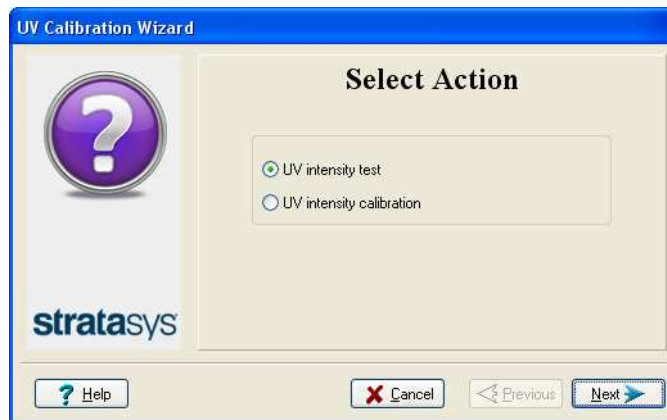 UV Calibration Wizard
?
Select Action
UV intensity test
UV intensity calibration
stratasys
? Help
Cancel
Previous
Next